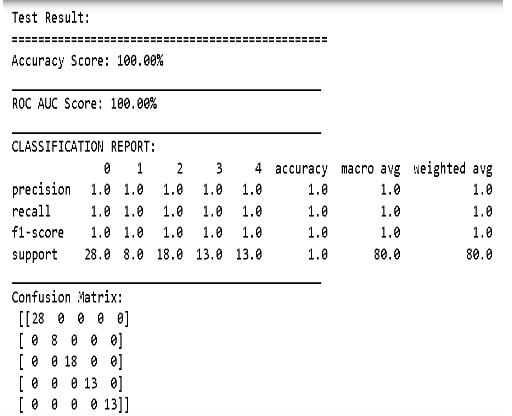 Test Result:
================================================
Accuracy Score: 100.00%
_______________________________________________
ROC AUC Score: 100.00%
_______________________________________________
CLASSIFICATION REPORT:
0 1 2 3 4 accuracy macro avg weighted avg
precision 1.0 1.0 1.0 1.0 1.0 1.0 1.0 1.0
recall 1.0 1.0 1.0 1.0 1.0 1.0 1.0 1.0
f1-score 1.0 1.0 1.0 1.0 1.0 1.0 1.0 1.0
support 28.0 8.0 18.0 13.0 13.0 1.0 80.0 80.0
_______________________________________________
Confusion Matrix:
[[28 0 0 0 0]
[ 0 8 0 0 0]
[ 0 0 18 0 0]
[ 0 0 0 13 0]
[ 0 0 0 0 13]]